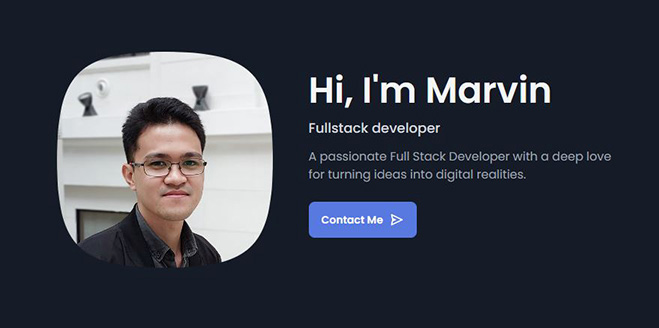 Hi, I'm Marvin
Fullstack developer
A passionate Full Stack Developer with a deep love
for turning ideas into digital realities.
Contact Me